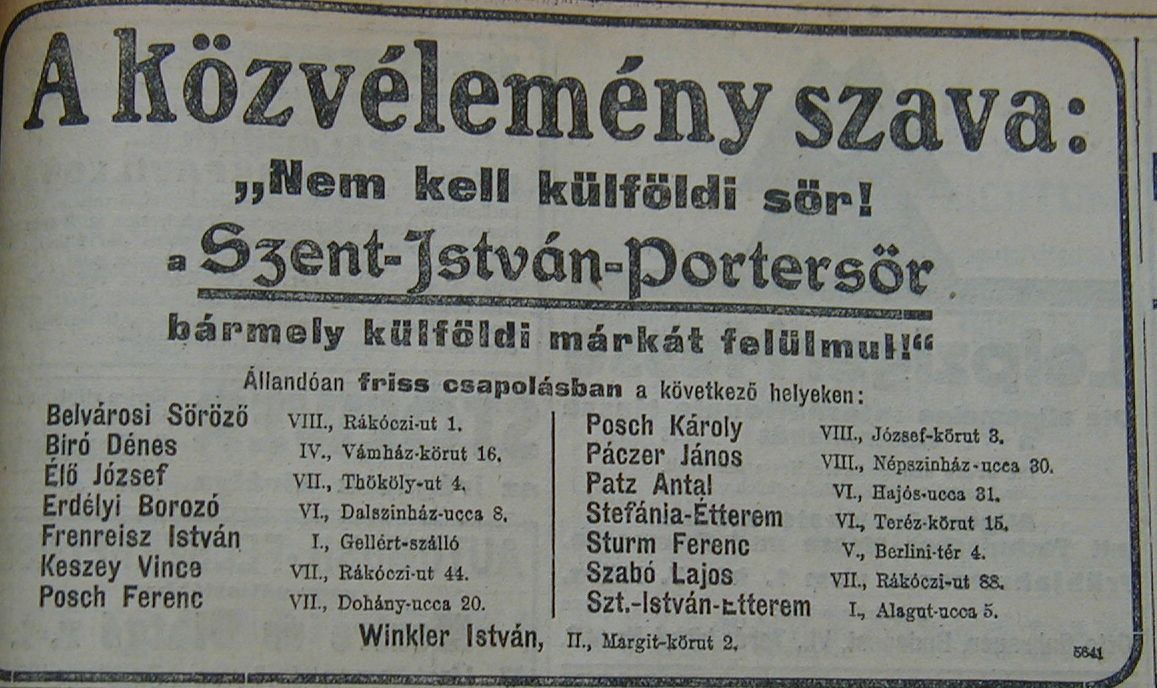 A közvélemény szava:
„Nem kell külföldi sör!
a Szent-István-Portersör
bármely külföldi márkát felülmul!“
Állandóan friss csapolásban a következő helyeken:
Belvárosi Söröző VIII., Rákóczi-ut 1.
Biró Dénes IV., Vámház-körut 16.
Élő József VII., Thököly-ut 4.
Erdélyi Borozó VI., Dalszinház-ucca 8.
Frenreisz István I., Gellért-szálló
Keszey Vince VII., Rákóczi-ut 44.
Posch Ferenc VII., Dohány-ucca 20.
Posch Károly VIII., József-körut 3.
Páczer János VIII., Népszinház-ucca 30.
Patz Antal VI., Hajós-ucca 31.
Stefánia-Étterem VI., Teréz-körut 15.
Sturm Ferenc V., Berlini-tér 4.
Szabó Lajos VII., Rákóczi-ut 88.
Szt.-István-Étterem I., Alagut-ucca 5.
Winkler István, II., Margit-körut 2.
5641